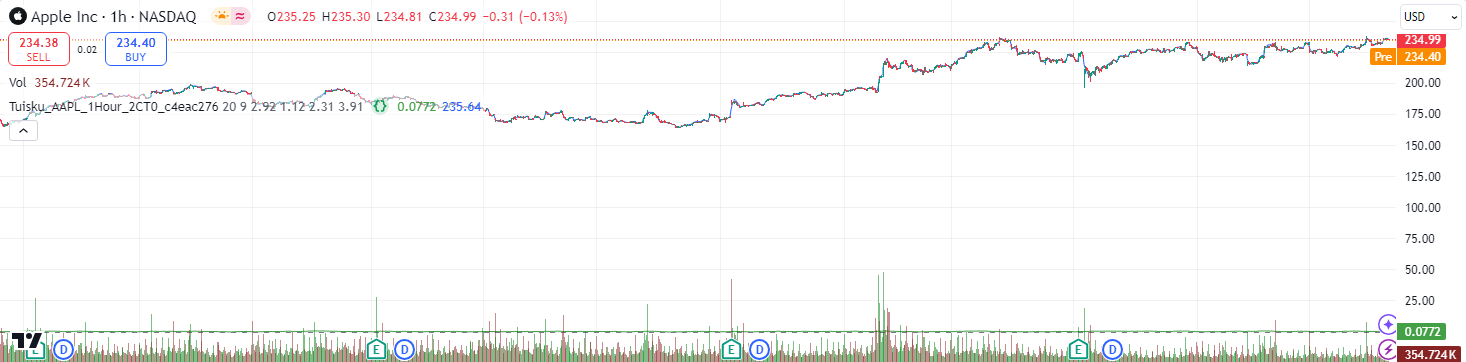 Apple Inc · 1h · NASDAQ O235.25 H235.30 L234.81 C234.99 −0.31 (−0.13%)
USD
234.38 SELL
0.02
234.40 BUY
234.99
Pre 234.40
Vol 354.724 K
200.00
Tuisku_AAPL_1Hour_2CT0_c4eac276 20 9 2.92 1.12 2.31 3.91 {} 0.0772 235.64
175.00
150.00
125.00
100.00
75.00
50.00
25.00
0.0772
E D E D E D E D
354.724 K